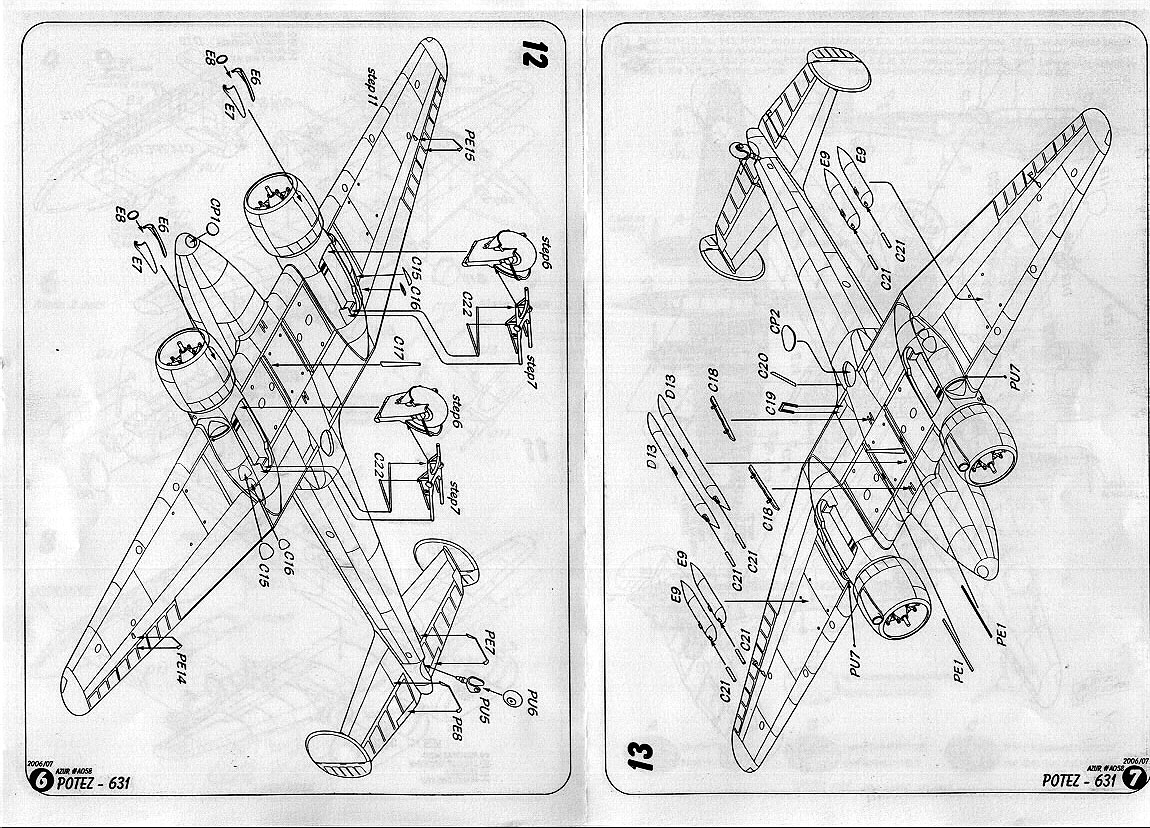 12
step11
E8
E6
E7
PE15
E8
E6
E7
CP1
step6
C15
C16
C22
step7
C17
step6
C22
step7
C15
C16
PE14
PE7
PU6
PU5
PE8
2006/07
AZUR #A058
6 POTEZ - 631
E9
E9
C21
C21
CP2
C20
C19
C18
D13
D13
PU7
C18
C21
C21
E9
E9
C21
C21
PU7
PE1
PE1
13
2006/07
AZUR #A058
POTEZ - 631 7